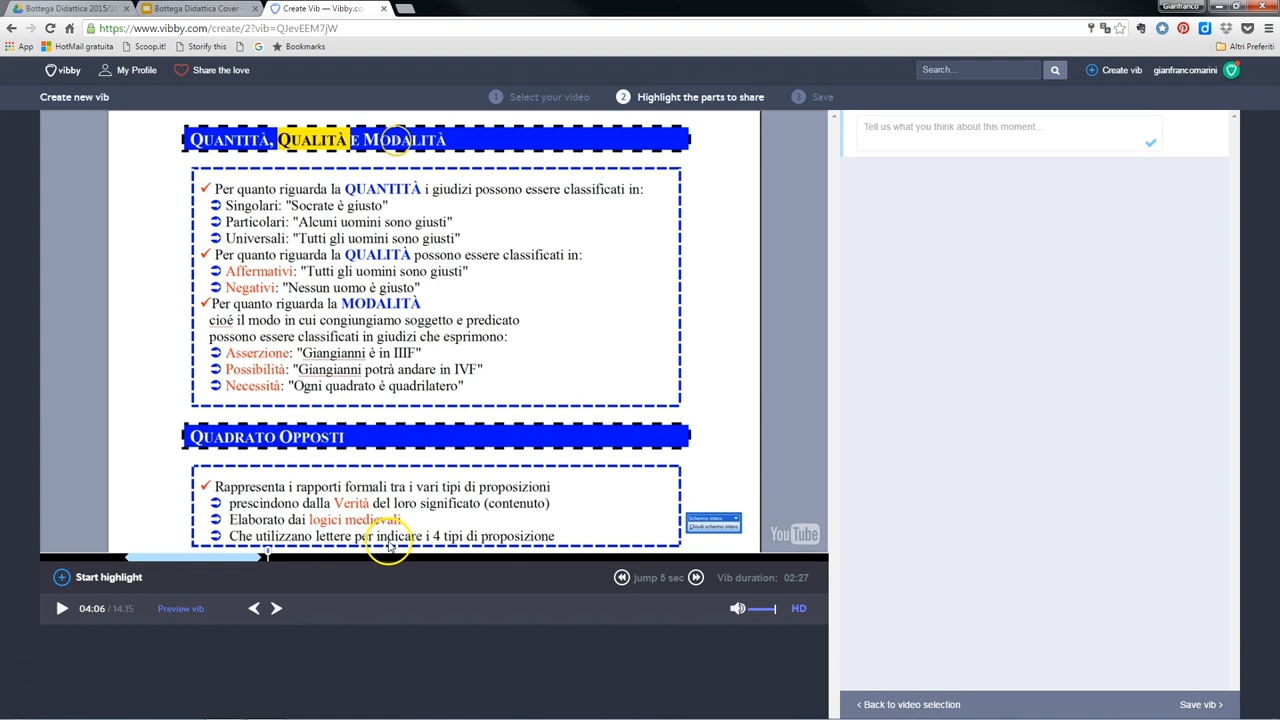 Bottega Didattica 2015/1
Bottega Didattica Cover -
Create Vib — Vibby.co
Gianfranco
https://www.vibby.com/create/2?vib=QJevEEM7jW
App
HotMail gratuita
Scoop.it!
Storify this
Bookmarks
Altri Preferiti
vibby
My Profile
Share the love
Search...
Create vib
gianfrancomarini
Create new vib
1 Select your video
2 Highlight the parts to share
3 Save
QUANTITÀ, QUALITÀ E MODALITÀ
Per quanto riguarda la QUANTITÀ i giudizi possono essere classificati in:
Singolari: "Socrate è giusto"
Particolari: "Alcuni uomini sono giusti"
Universali: "Tutti gli uomini sono giusti"
Per quanto riguarda la QUALITÀ possono essere classificati in:
Affermativi: "Tutti gli uomini sono giusti"
Negativi: "Nessun uomo è giusto"
Per quanto riguarda la MODALITÀ
cioé il modo in cui congiungiamo soggetto e predicato
possono essere classificati in giudizi che esprimono:
Asserzione: "Giangianni è in IIIF"
Possibilità: "Giangianni potrà andare in IVF"
Necessità: "Ogni quadrato è quadrilatero"
QUADRATO OPPOSTI
Rappresenta i rapporti formali tra i vari tipi di proposizioni
prescindono dalla Verità del loro significato (contenuto)
Elaborato dai logici medievali
Che utilizzano lettere per indicare i 4 tipi di proposizione
Schermo intero
Chiudi schermo intero
YouTube
Start highlight
jump 5 sec
Vib duration: 02:27
04:06 / 14:15
Preview vib
HD
Tell us what you think about this moment...
Back to video selection
Save vib